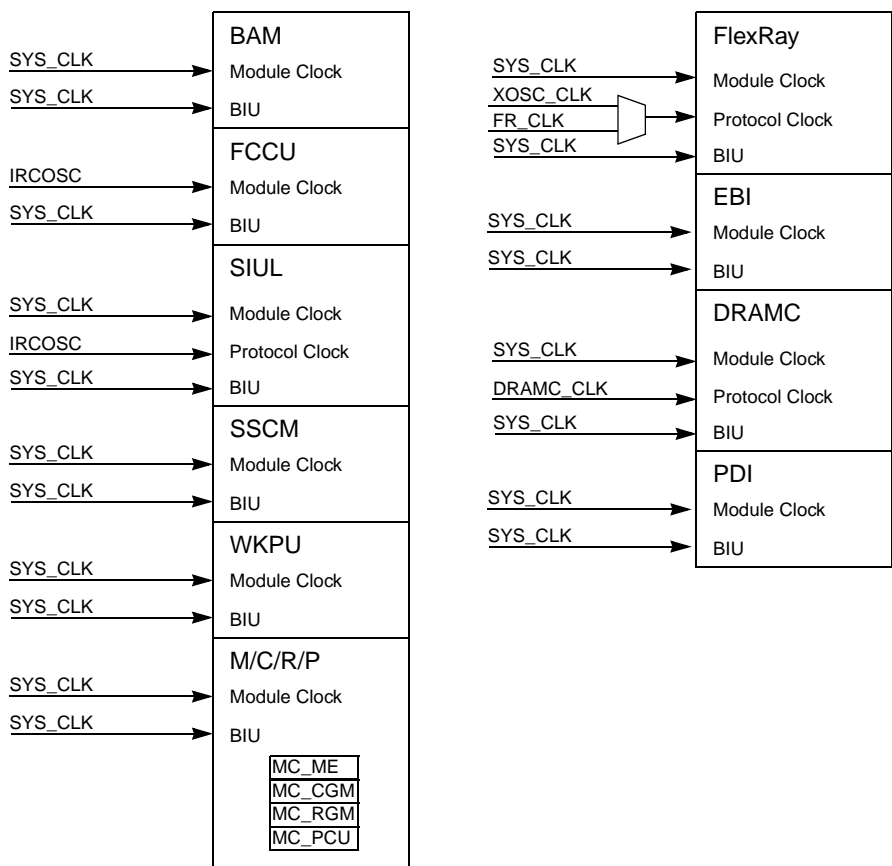 BAM
SYS_CLK
Module Clock
SYS_CLK
BIU
FCCU
IRCOSC
Module Clock
SYS_CLK
BIU
SIUL
SYS_CLK
Module Clock
IRCOSC
Protocol Clock
SYS_CLK
BIU
SSCM
SYS_CLK
Module Clock
SYS_CLK
BIU
WKPU
SYS_CLK
Module Clock
SYS_CLK
BIU
M/C/R/P
SYS_CLK
Module Clock
SYS_CLK
BIU
MC_ME
MC_CGM
MC_RGM
MC_PCU
FlexRay
SYS_CLK
Module Clock
XOSC_CLK
FR_CLK
Protocol Clock
SYS_CLK
BIU
EBI
SYS_CLK
Module Clock
SYS_CLK
BIU
DRAMC
SYS_CLK
Module Clock
DRAMC_CLK
Protocol Clock
SYS_CLK
BIU
PDI
SYS_CLK
Module Clock
SYS_CLK
BIU